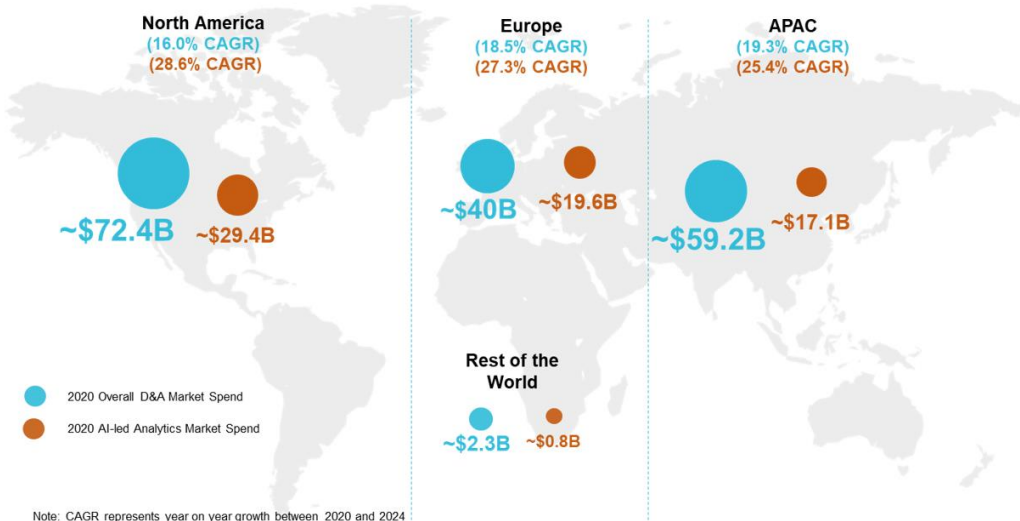 North America
(16.0% CAGR)
(28.6% CAGR)
~$72.4B
~$29.4B
Europe
(18.5% CAGR)
(27.3% CAGR)
~$40B
~$19.6B
APAC
(19.3% CAGR)
(25.4% CAGR)
~$59.2B
~$17.1B
Rest of the
World
~$2.3B
~$0.8B
2020 Overall D&A Market Spend
2020 AI-led Analytics Market Spend
Note: CAGR represents year on year growth between 2020 and 2024